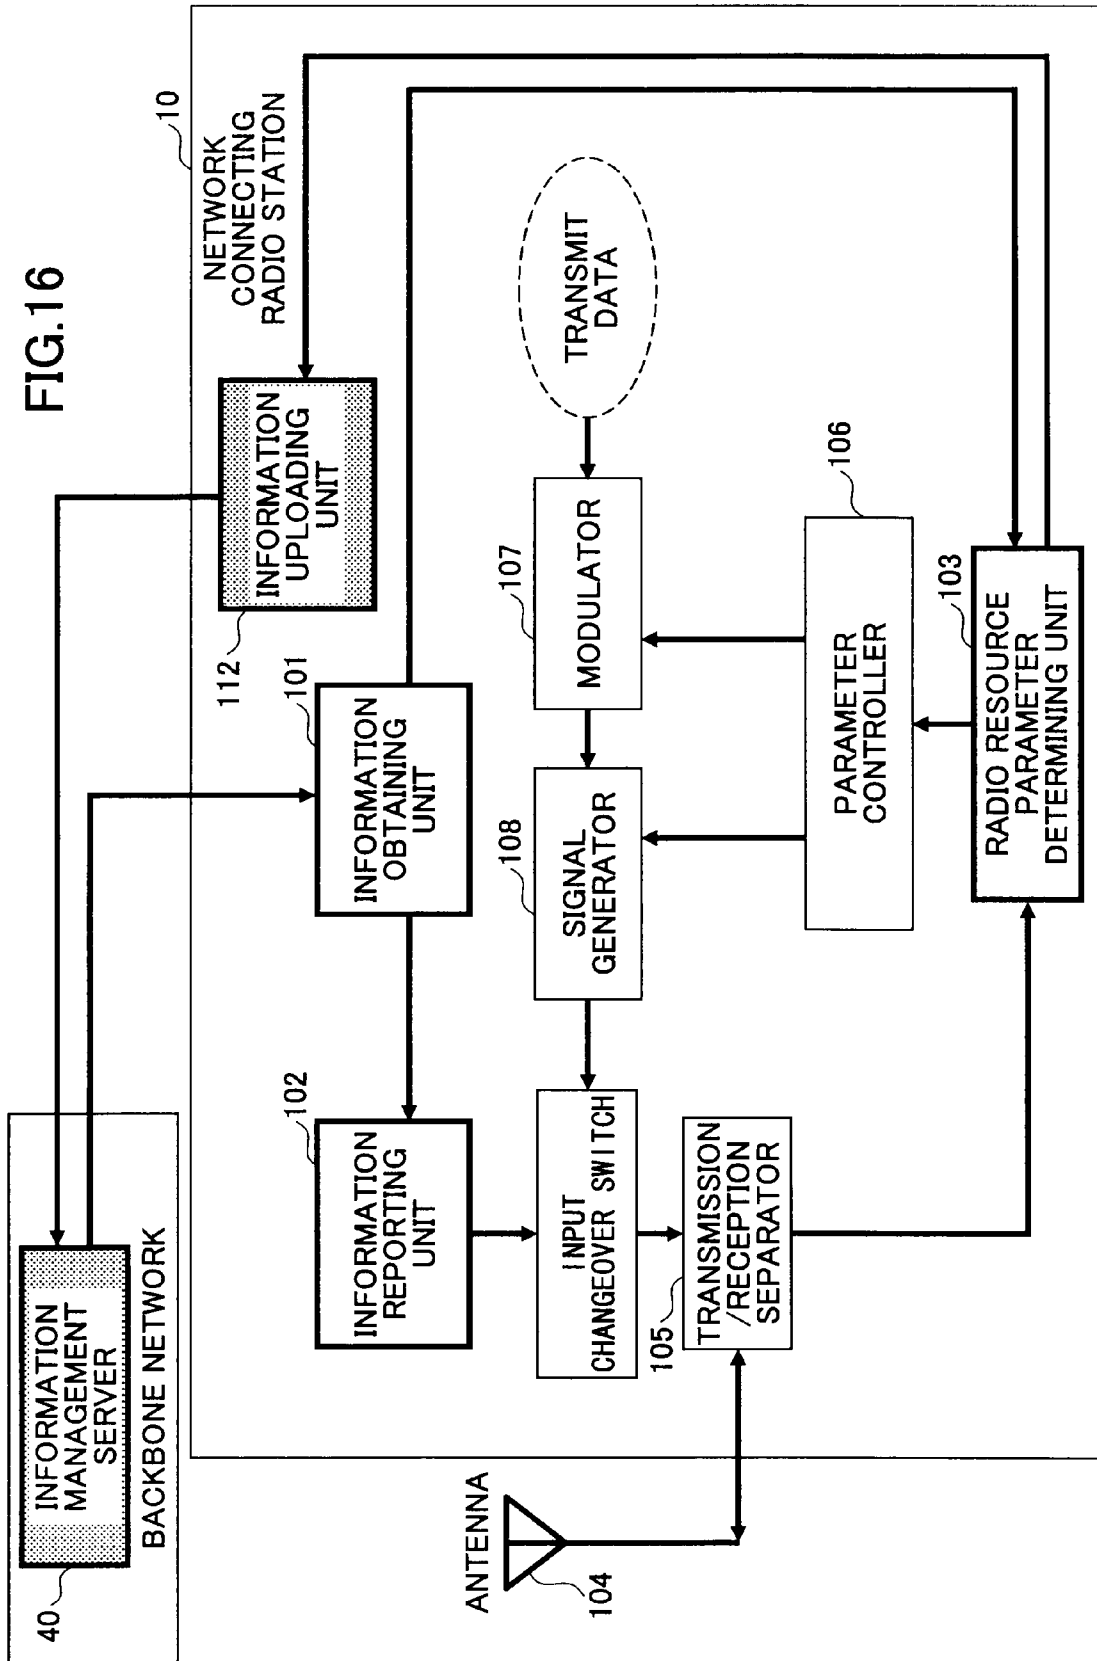 FIG.16
40
INFORMATION
MANAGEMENT
SERVER
BACKBONE NETWORK
10
NETWORK
CONNECTING
RADIO STATION
112
INFORMATION
UPLOADING
UNIT
101
INFORMATION
OBTAINING
UNIT
102
INFORMATION
REPORTING
UNIT
TRANSMIT
DATA
107
MODULATOR
108
SIGNAL
GENERATOR
INPUT
CHANGEOVER SWITCH
105
TRANSMISSION
/RECEPTION
SEPARATOR
ANTENNA
104
106
PARAMETER
CONTROLLER
103
RADIO RESOURCE
PARAMETER
DETERMINING UNIT